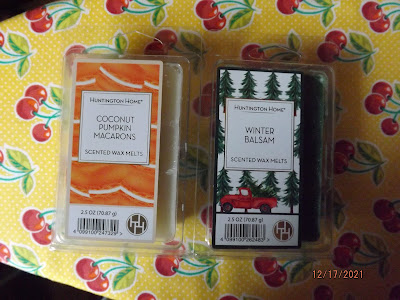 HUNTINGTON HOME®
COCONUT
PUMPKIN
MACARONS
SCENTED WAX MELTS
2.5 OZ (70.87 g)
HUNTINGTON HOME®
WINTER
BALSAM
SCENTED WAX MELTS
2.5 OZ (70.87 g)
12/17/2021